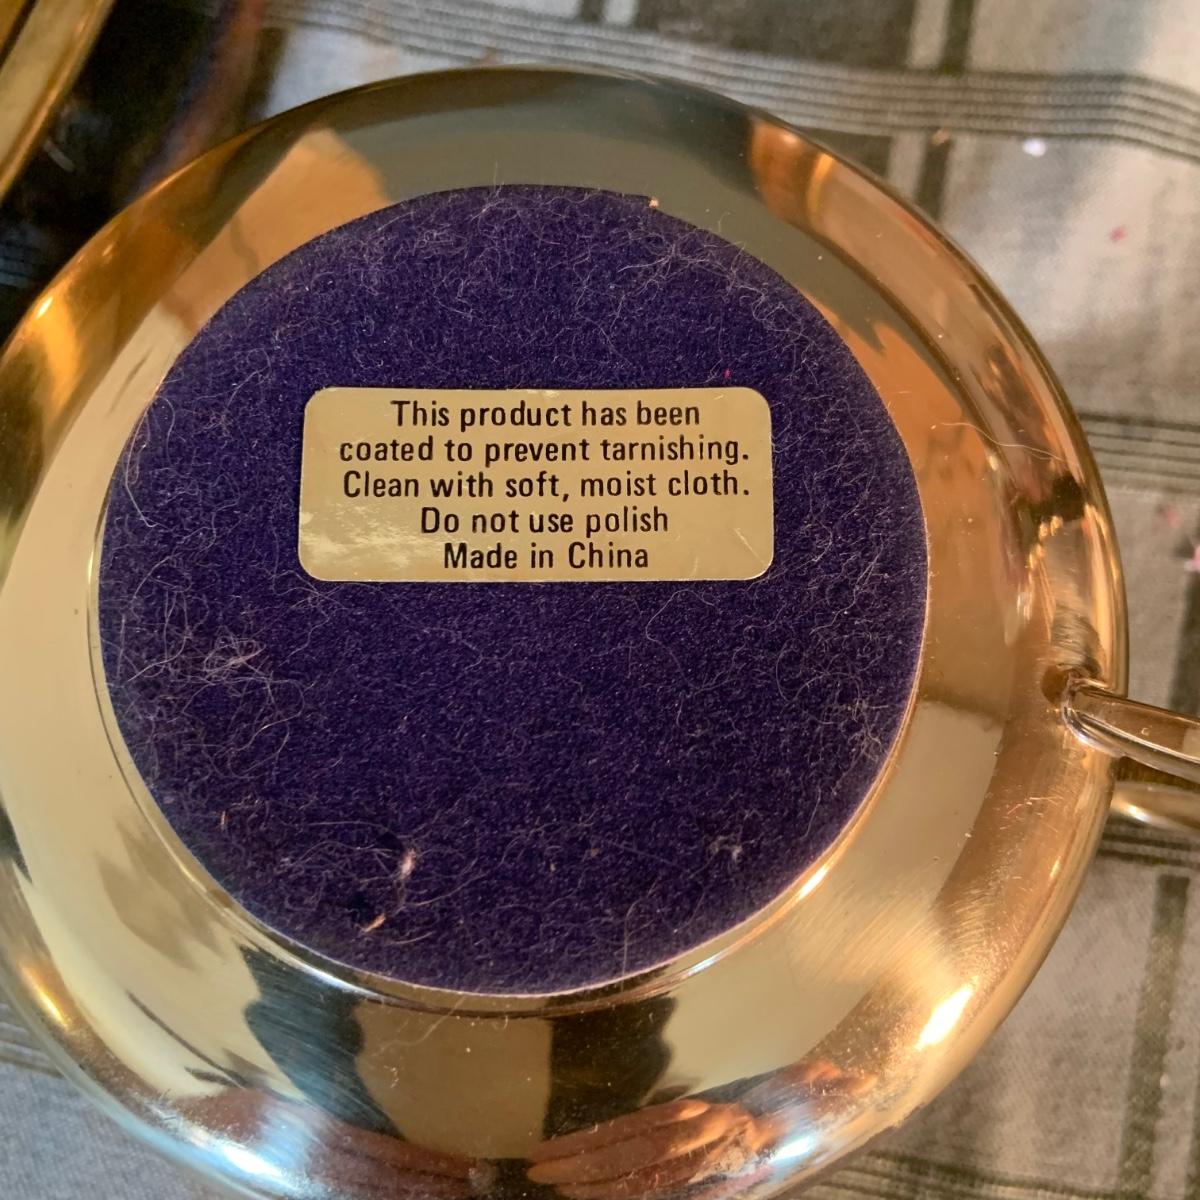 This product has been
coated to prevent tarnishing.
Clean with soft, moist cloth.
Do not use polish
Made in China